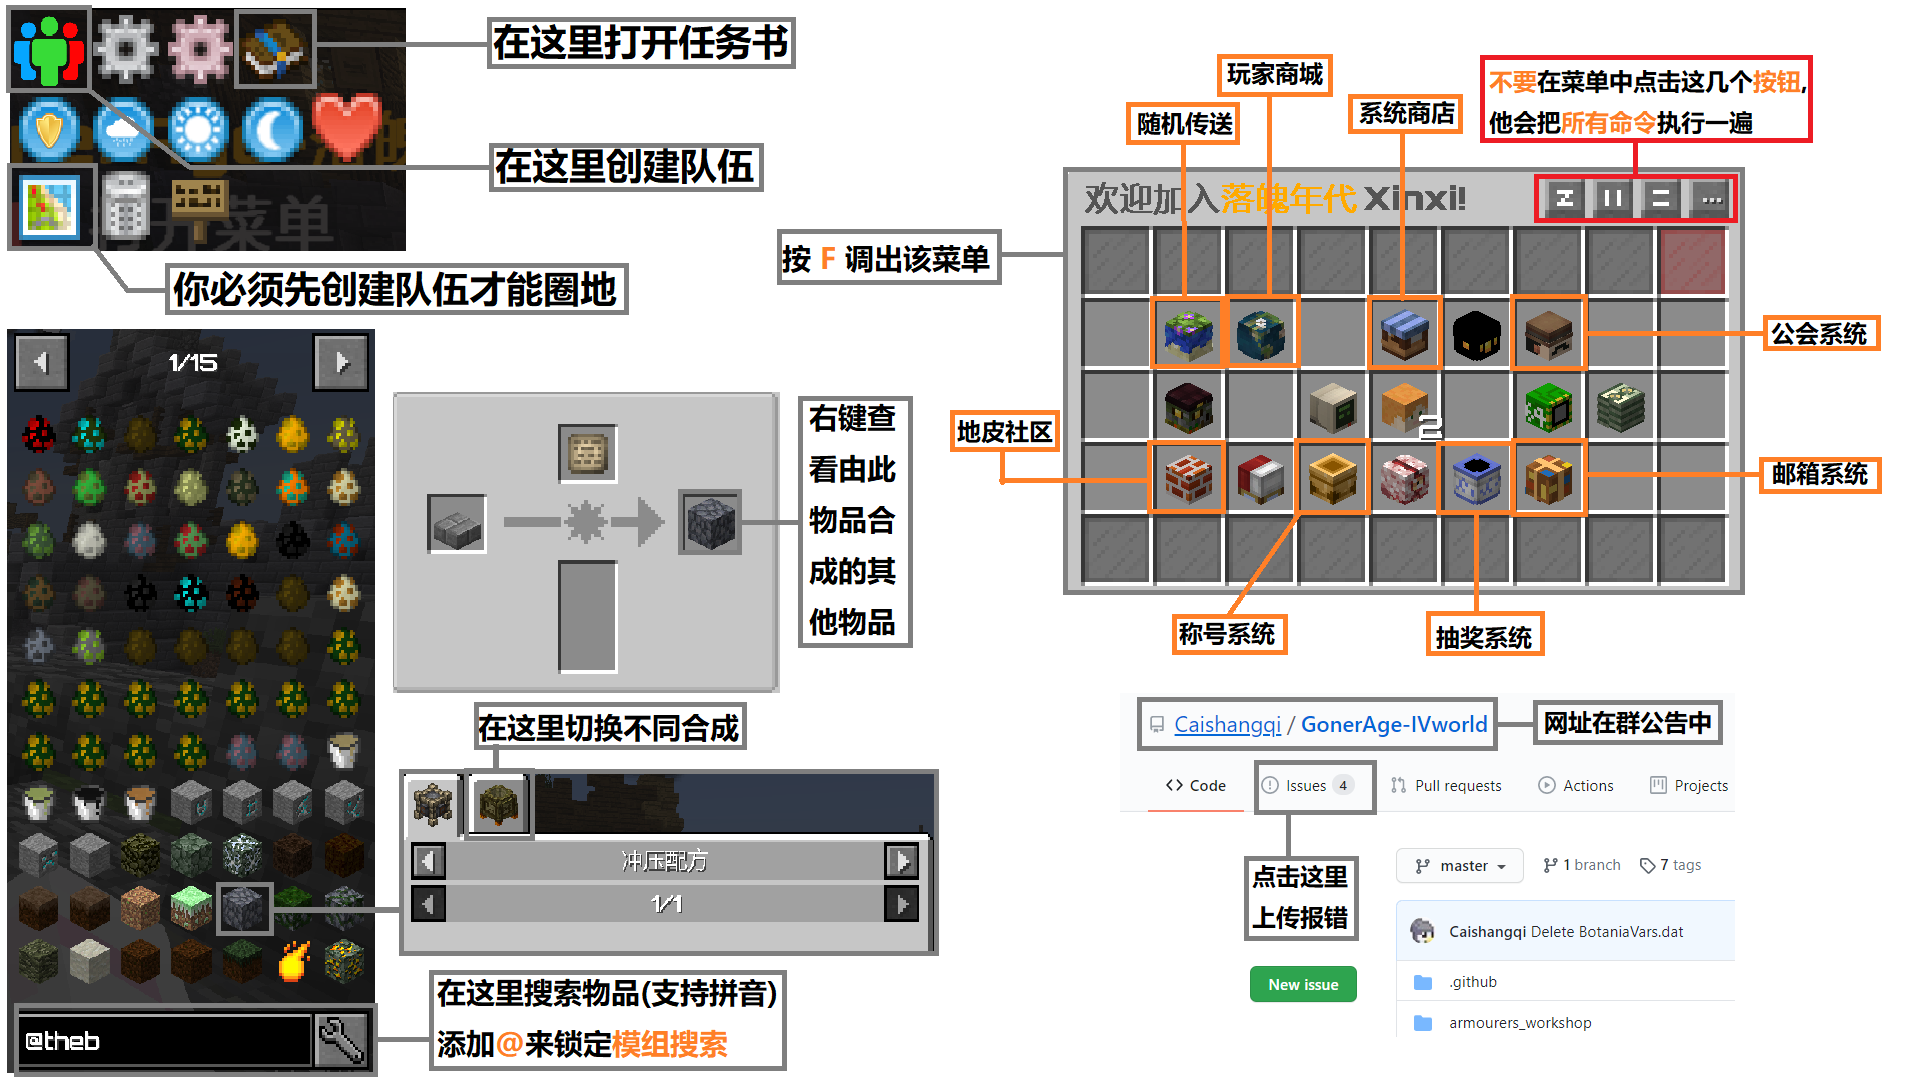 在这里打开任务书
在这里创建队伍
打开菜单
你必须先创建队伍才能圈地
1/15
右键查
看由此
物品合
成的其
他物品
在这里切换不同合成
冲压配方
1/1
@theb
在这里搜索物品(支持拼音)
添加@来锁定模组搜索
玩家商城
随机传送
系统商店
不要在菜单中点击这几个按钮,
他会把所有命令执行一遍
欢迎加入落魄年代 Xinxi!
按 F 调出该菜单
公会系统
2
地皮社区
邮箱系统
称号系统
抽奖系统
Caishangqi / GonerAge-IVworld
网址在群公告中
Code
Issues 4
Pull requests
Actions
Projects
点击这里
上传报错
master
1 branch
7 tags
Caishangqi Delete BotaniaVars.dat
New issue
.github
armourers_workshop